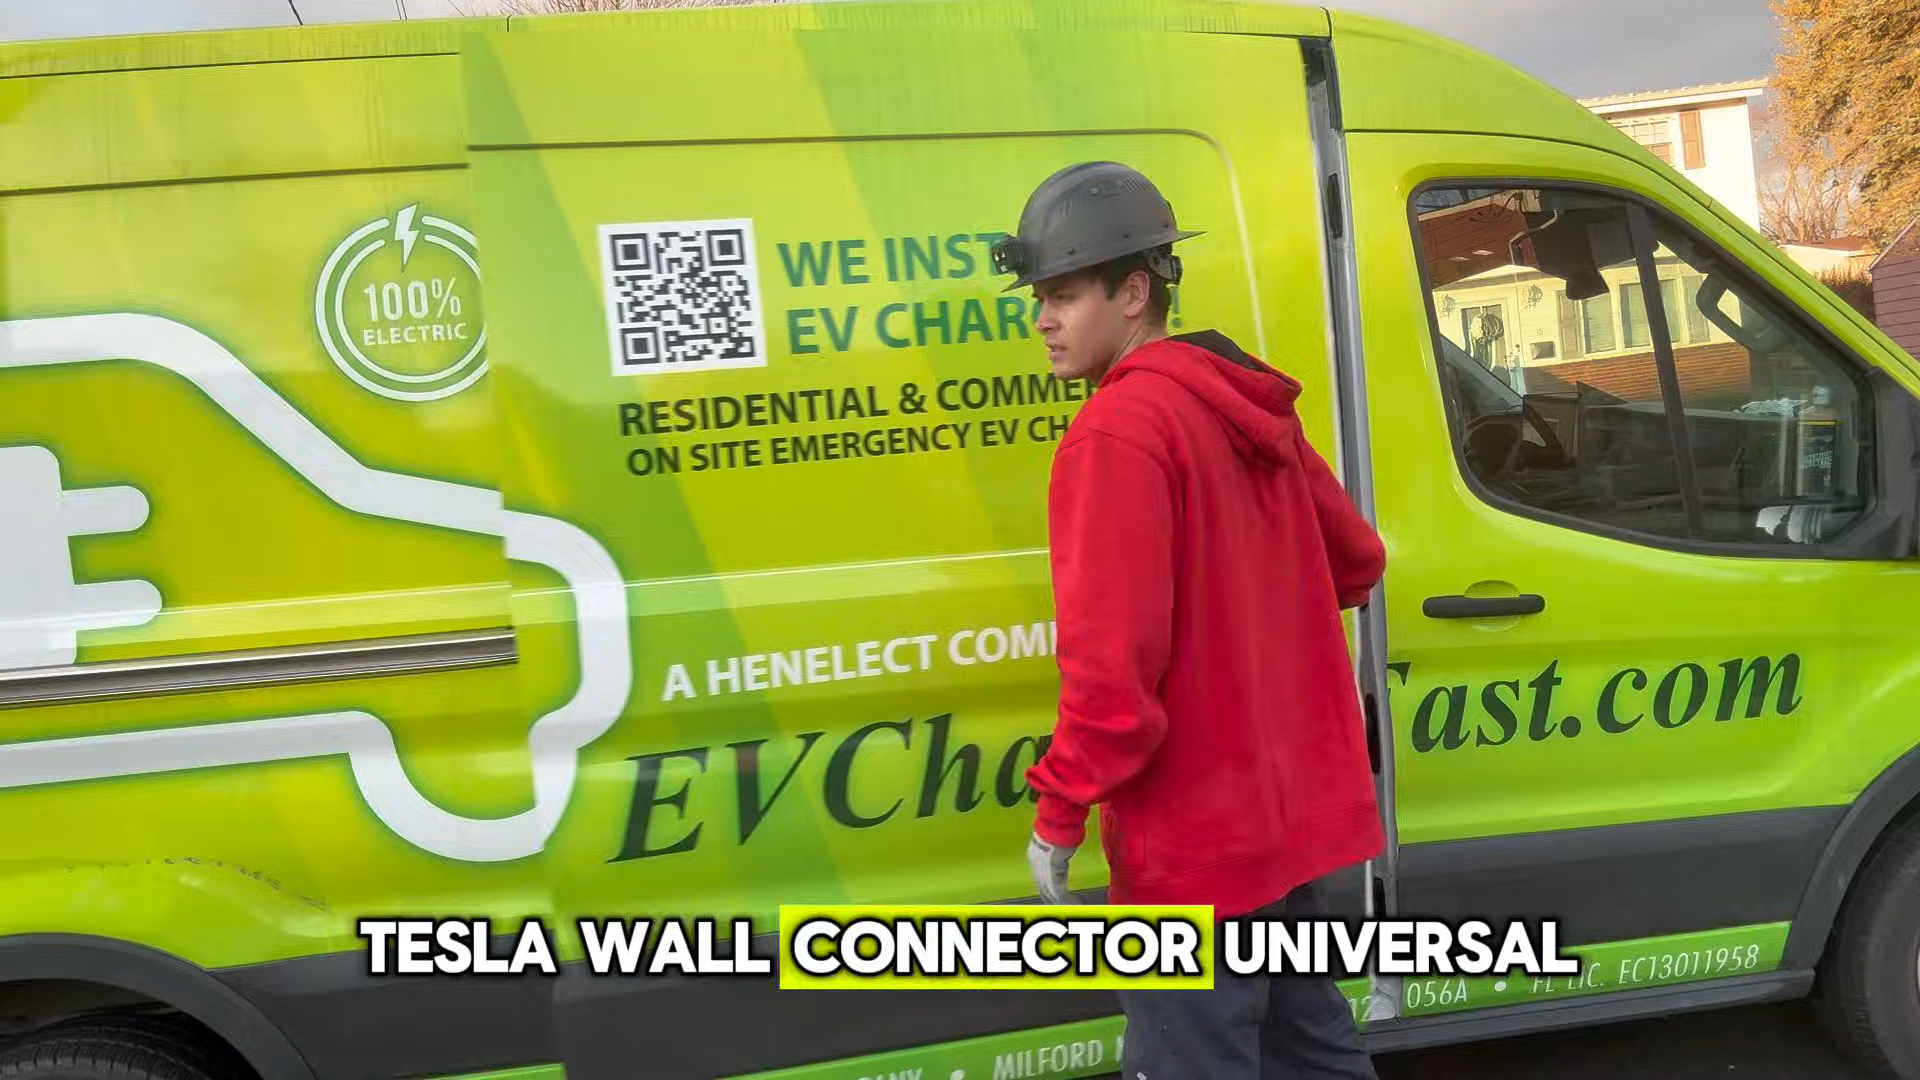 100%
ELECTRIC
WE INST
EV CHAR !
RESIDENTIAL & COMME
ON SITE EMERGENCY EV CH
A HENELECT COM
EVCha
Fast.com
TESLA WALL CONNECTOR UNIVERSAL
056A • FL LIC. EC13011958
ANY • MILFORD